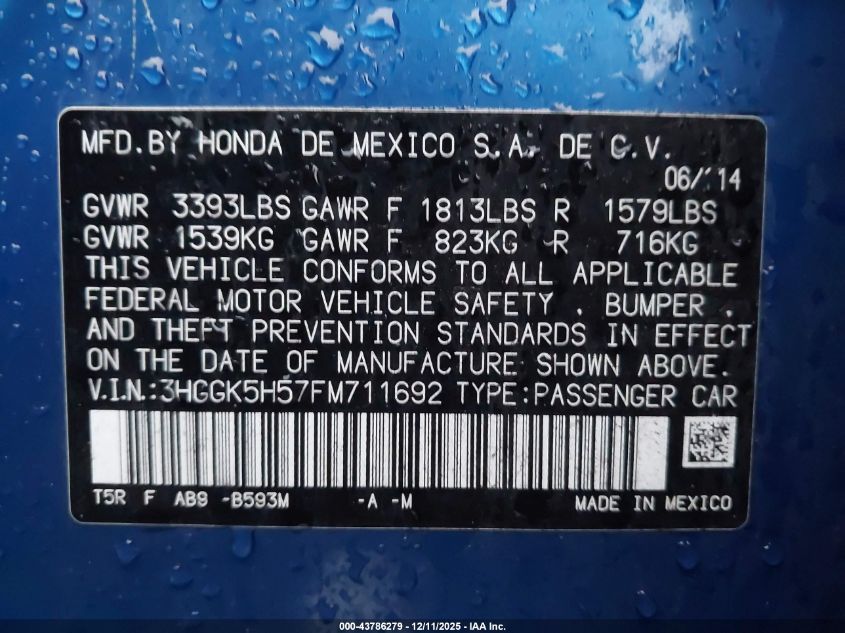 MFD.BY HONDA DE MEXICO S.A. DE C.V.
06/14
GVWR 3393LBS GAWR F 1813LBS R 1579LBS
GVWR 1539KG GAWR F 823KG R 716KG
THIS VEHICLE CONFORMS TO ALL APPLICABLE
FEDERAL MOTOR VEHICLE SAFETY , BUMPER ,
AND THEFT PREVENTION STANDARDS IN EFFECT
ON THE DATE OF MANUFACTURE SHOWN ABOVE.
V.I.N.:3HGGK5H57FM711692 TYPE:PASSENGER CAR
T5R F AB9 -B593M -A -M MADE IN MEXICO
000-43786279 - 12/11/2025 - IAA Inc.